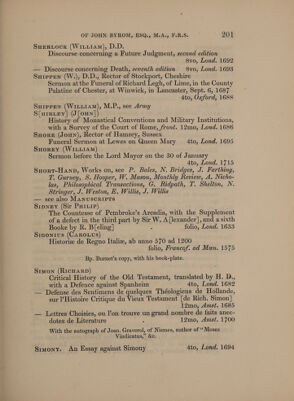 OF JOHN BYROM, ESQ., M.A., F.R.S. 201
SHERLOCK (WILLIAM), D.D.
Discourse concerning a Future Judgment, second edition
8vo, Lond. 1692
— Discourse concerning Death, seventh edition 8vo, Lond. 1693
SHIPPEN (W.), D.D., Rector of Stockport, Cheshire
Sermon at the Funeral of Richard Legh, of Lime, in the County
Palatine of Chester, at Winwick, in Lancashire, Sept. 6, 1687
4to, Oxford, 1688
SHIPPEN (WILLIAM), M.P., see Army
S[HIRLEY] (J[OHN])
History of Monastical Conventions and Military Institutions,
with a Survey of the Court of Rome, front. 12mo, Lond. 1686
SHORE (JOHN), Rector of Hamsey, Sussex
Funeral Sermon at Lewes on Queen Mary 4to, Lond. 1695
SHOREY (WILLIAM)
Sermon before the Lord Mayor on the 30 of January
4to, Lond. 1715
SHORT-HAND, Works on, see P. Bales, N. Bridges, J. Farthing,
T. Gurney, S. Hooper, W. Mason, Monthly Review, A. Nicho-
las, Philosophical Transactions, G. Ridpath, T. Shelton, N.
Stringer, J. Weston, E. Willis, J. Willis
— see also MANUSCRIPTS
SIDNEY (Sir PHILIP)
The Countesse of Pembroke's Arcadia, with the Supplement
of a defect in the third part by Sir W. A[lexander], and a sixth
Booke by R. B[eling] folio, Lond. 1633
SIGONIUS (CAROLUS)
Historiæ de Regno Italiæ, ab anno 570 ad 1200
folio, Francof. ad Mœn. 1575
Bp. Burnet's copy, with his book-plate.
SIMON (RICHARD)
Critical History of the Old Testament, translated by H. D.,
with a Defence against Spanheim 4to, Lond. 1682
— Defense des Sentimens de quelques Théologiens de Hollande,
sur l'Histoire Critique du Vieux Testament [de Rich. Simon]
12mo, Amst. 1686
— Lettres Choisies, ou l'on trouve un grand nombre de faits anec-
dotes de Literature 12mo, Amst. 1700
With the autograph of Joan. Graverol, of Nismes, author of "Moses
Vindicatus," &c.
SIMONY. An Essay against Simony 4to, Lond. 1694